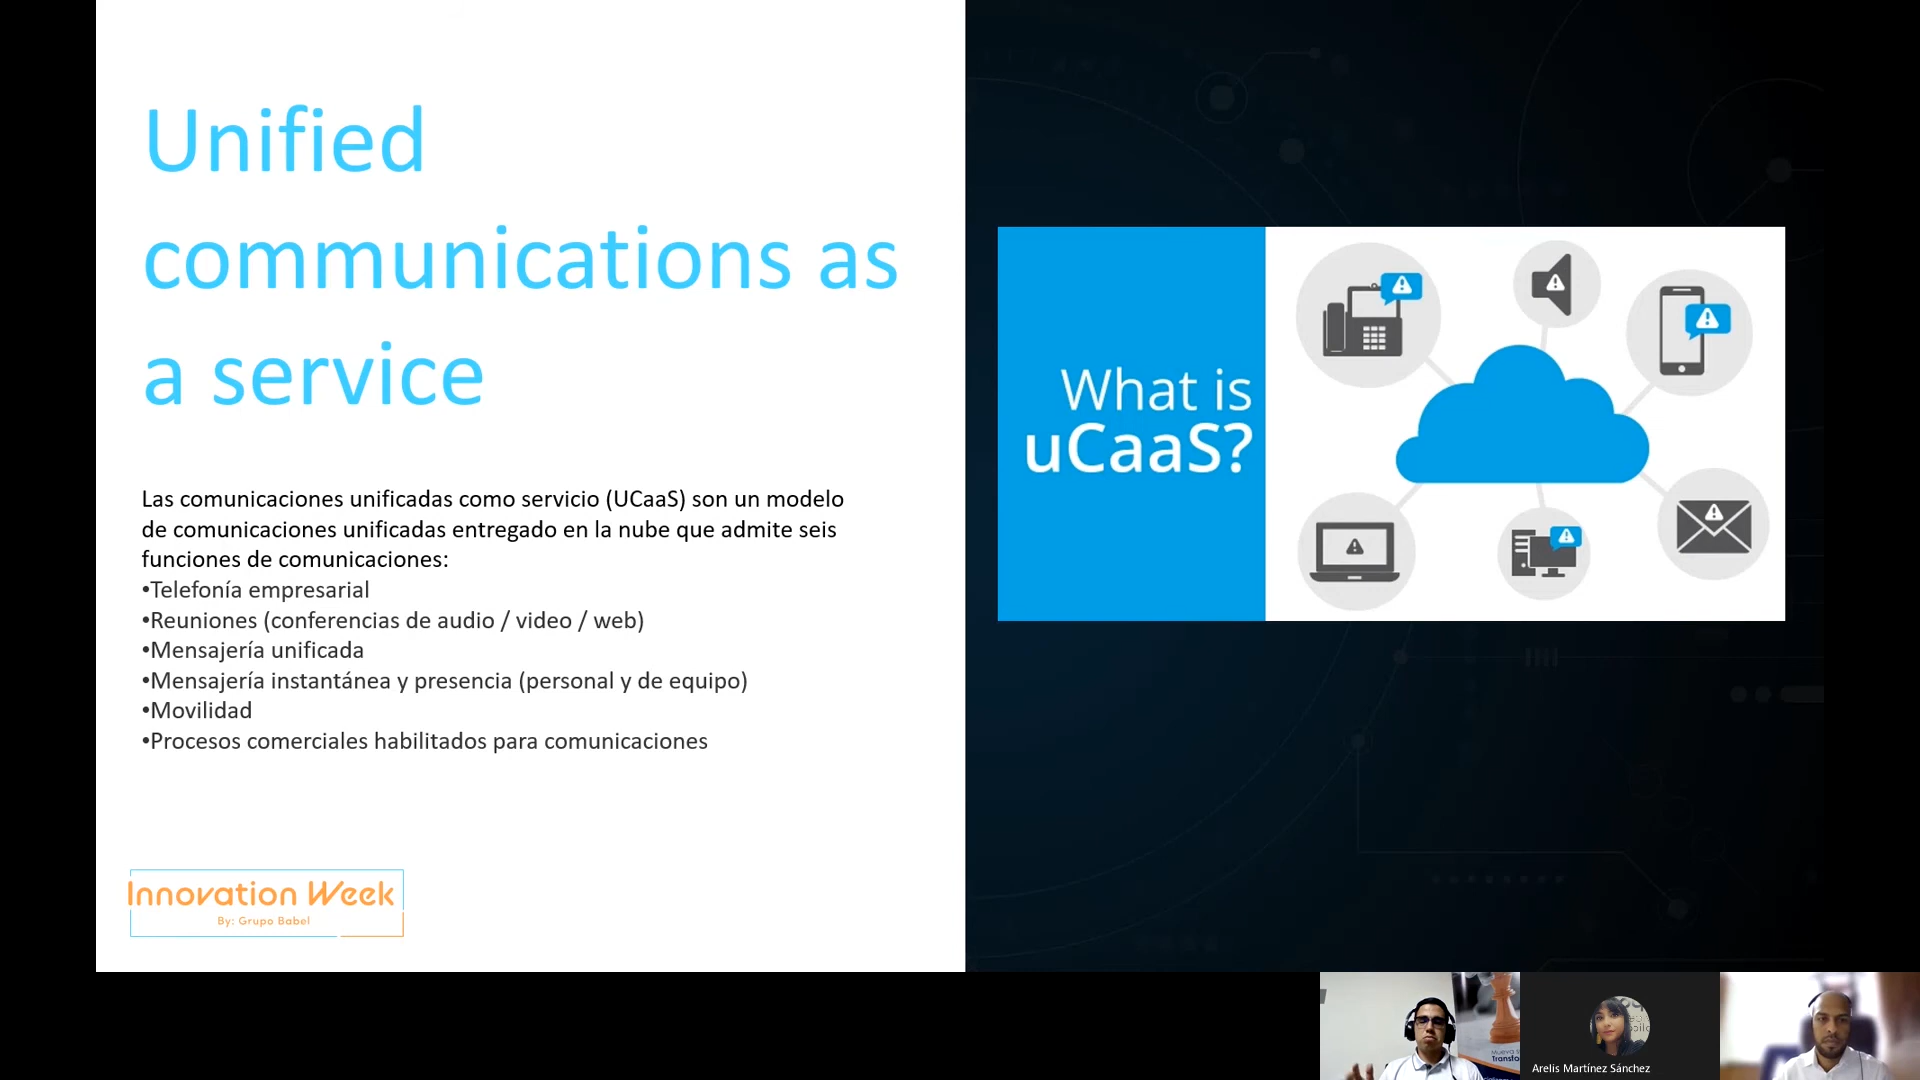 Unified
communications as
a service
Las comunicaciones unificadas como servicio (UCaaS) son un modelo
de comunicaciones unificadas entregado en la nube que admite seis
funciones de comunicaciones:
•Telefonía empresarial
•Reuniones (conferencias de audio / video / web)
•Mensajería unificada
•Mensajería instantánea y presencia (personal y de equipo)
•Movilidad
•Procesos comerciales habilitados para comunicaciones
Innovation Week
By: Grupo Babel
What is
uCaaS?
Arelis Martínez Sánchez